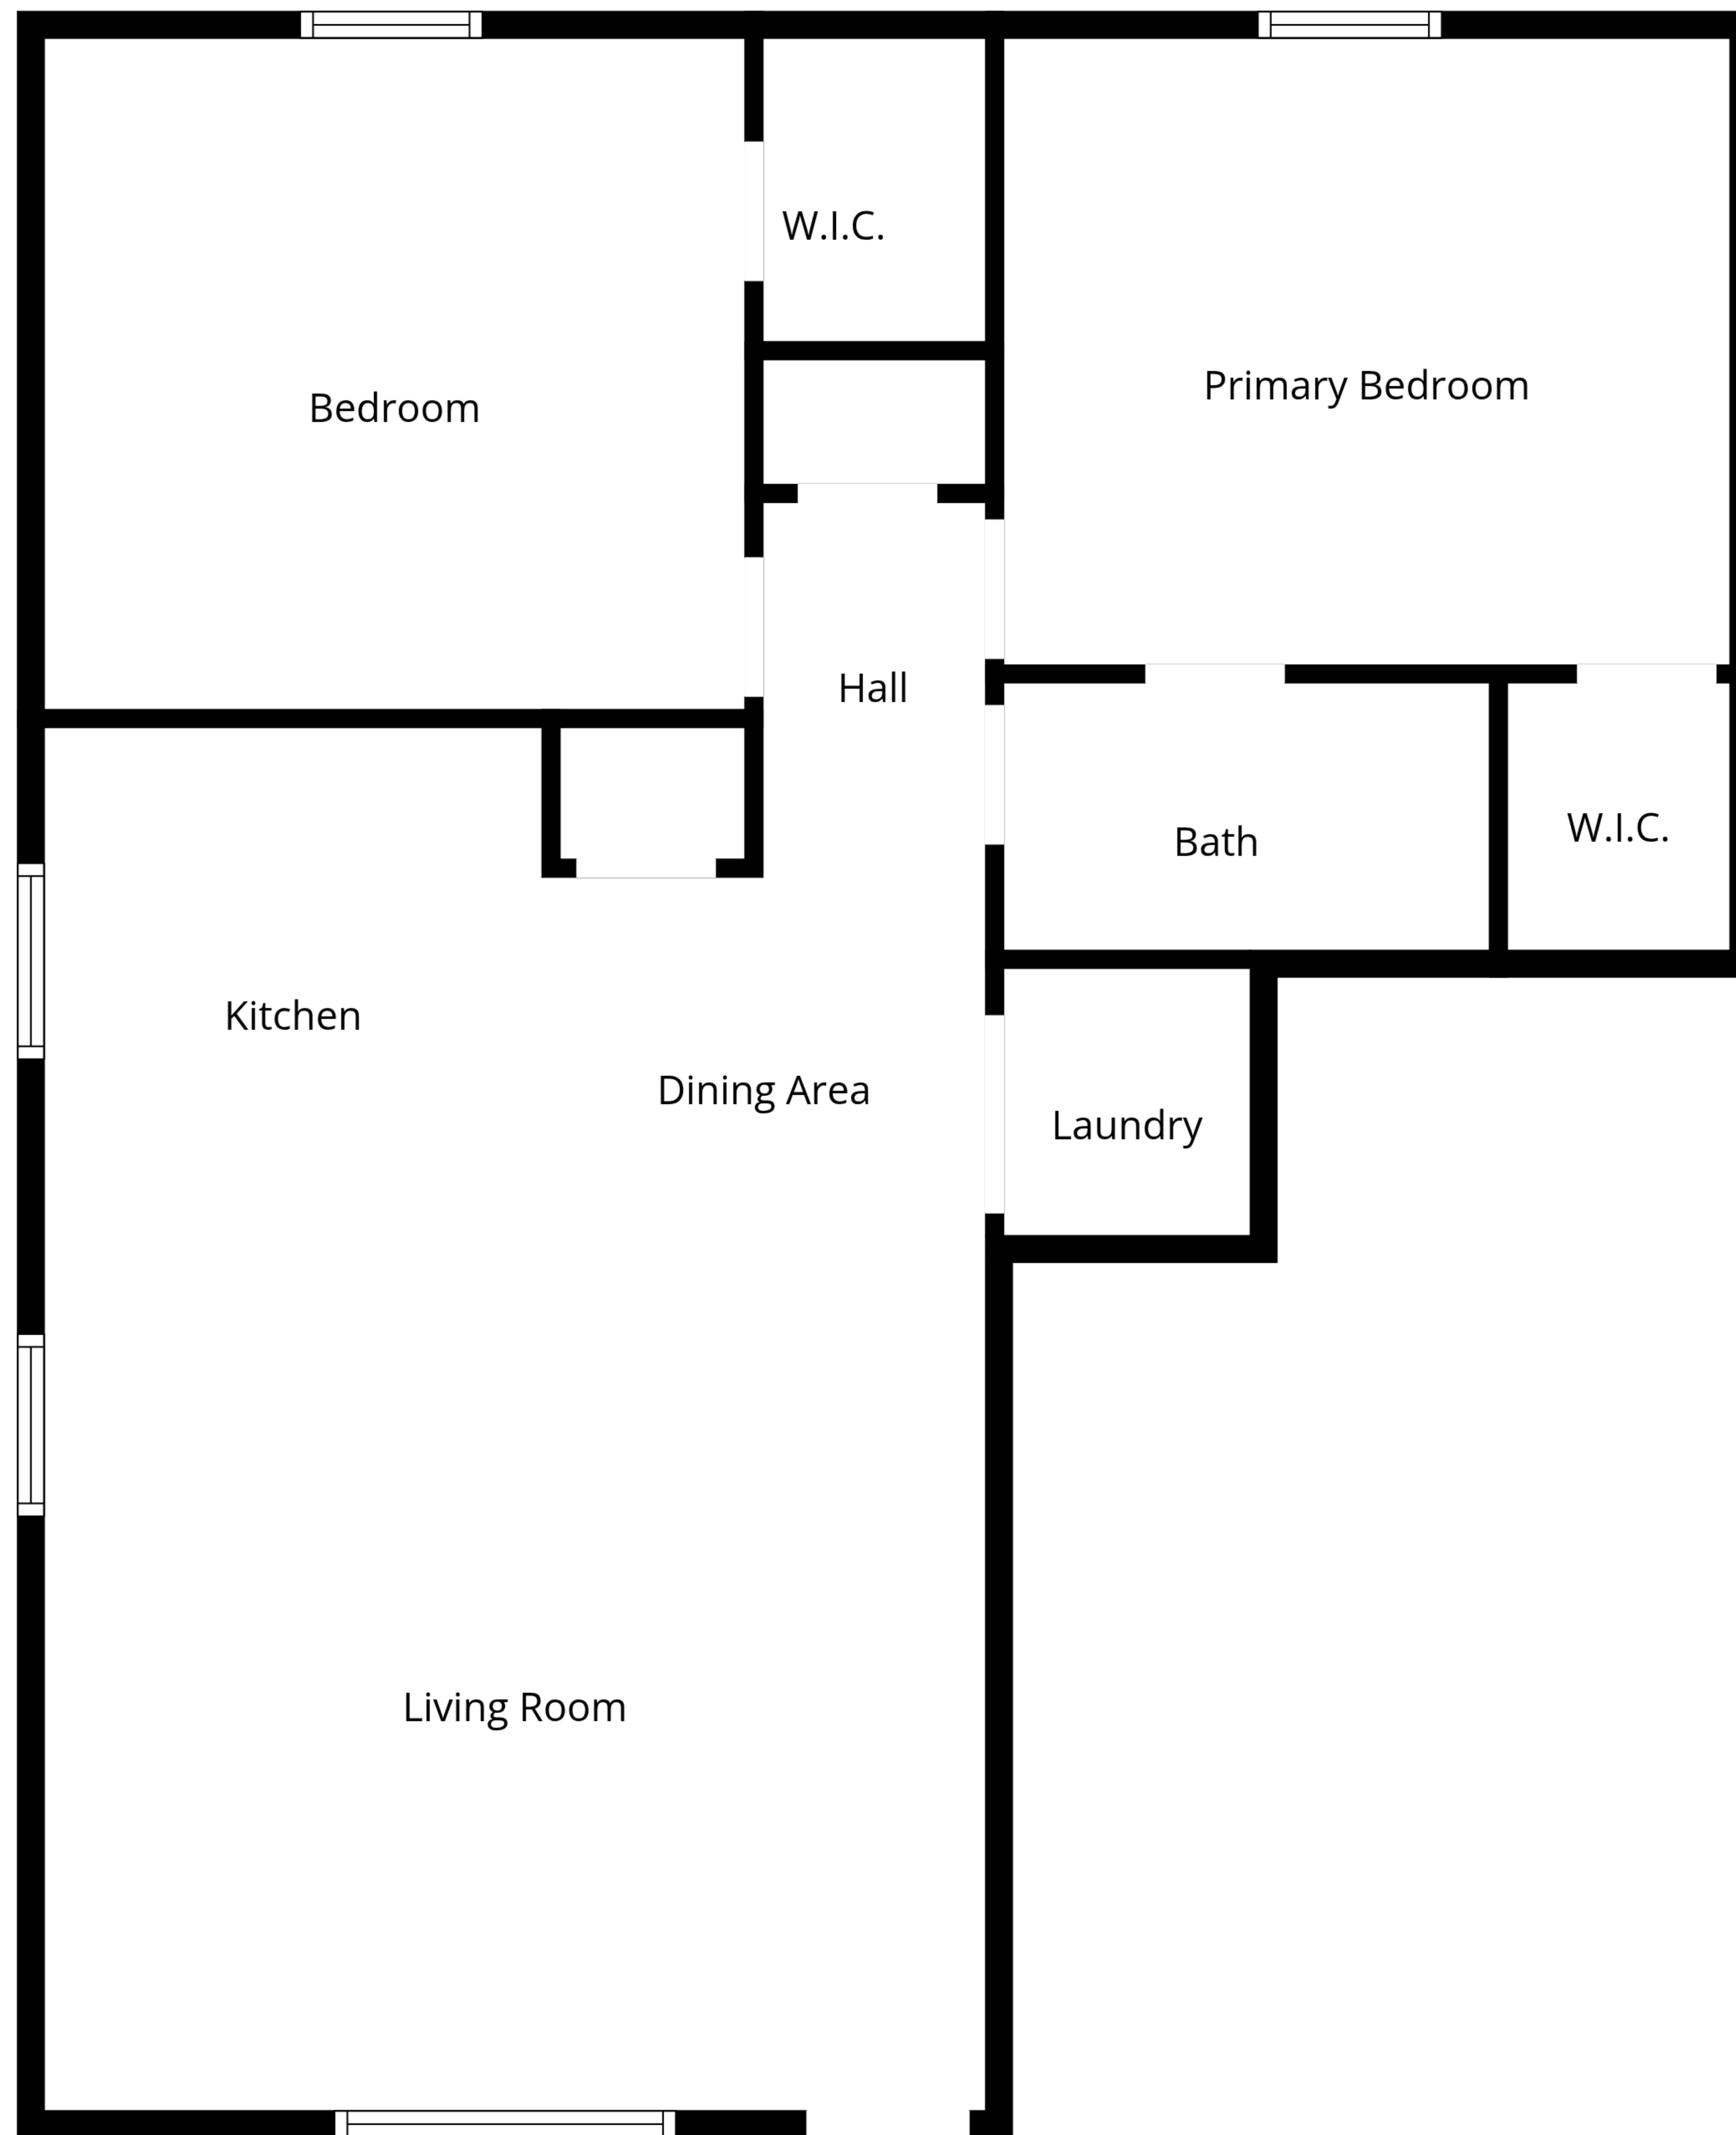 W.I.C.
Primary Bedroom
Bedroom
Hall
W.I.C.
Bath
Kitchen
Dining Area
Laundry
Living Room